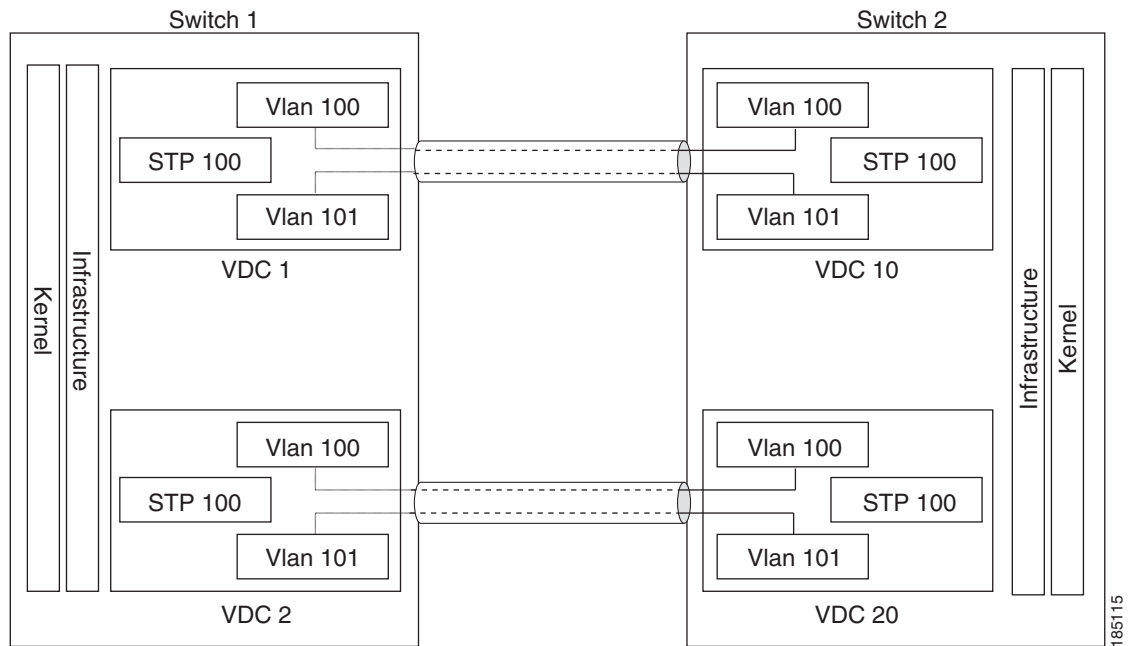 Switch 1
Switch 2
Vlan 100
STP 100
Vlan 101
VDC 1
Vlan 100
STP 100
Vlan 101
VDC 10
Kernel
Infrastructure
Infrastructure
Kernel
Vlan 100
STP 100
Vlan 101
VDC 2
Vlan 100
STP 100
Vlan 101
VDC 20
185115